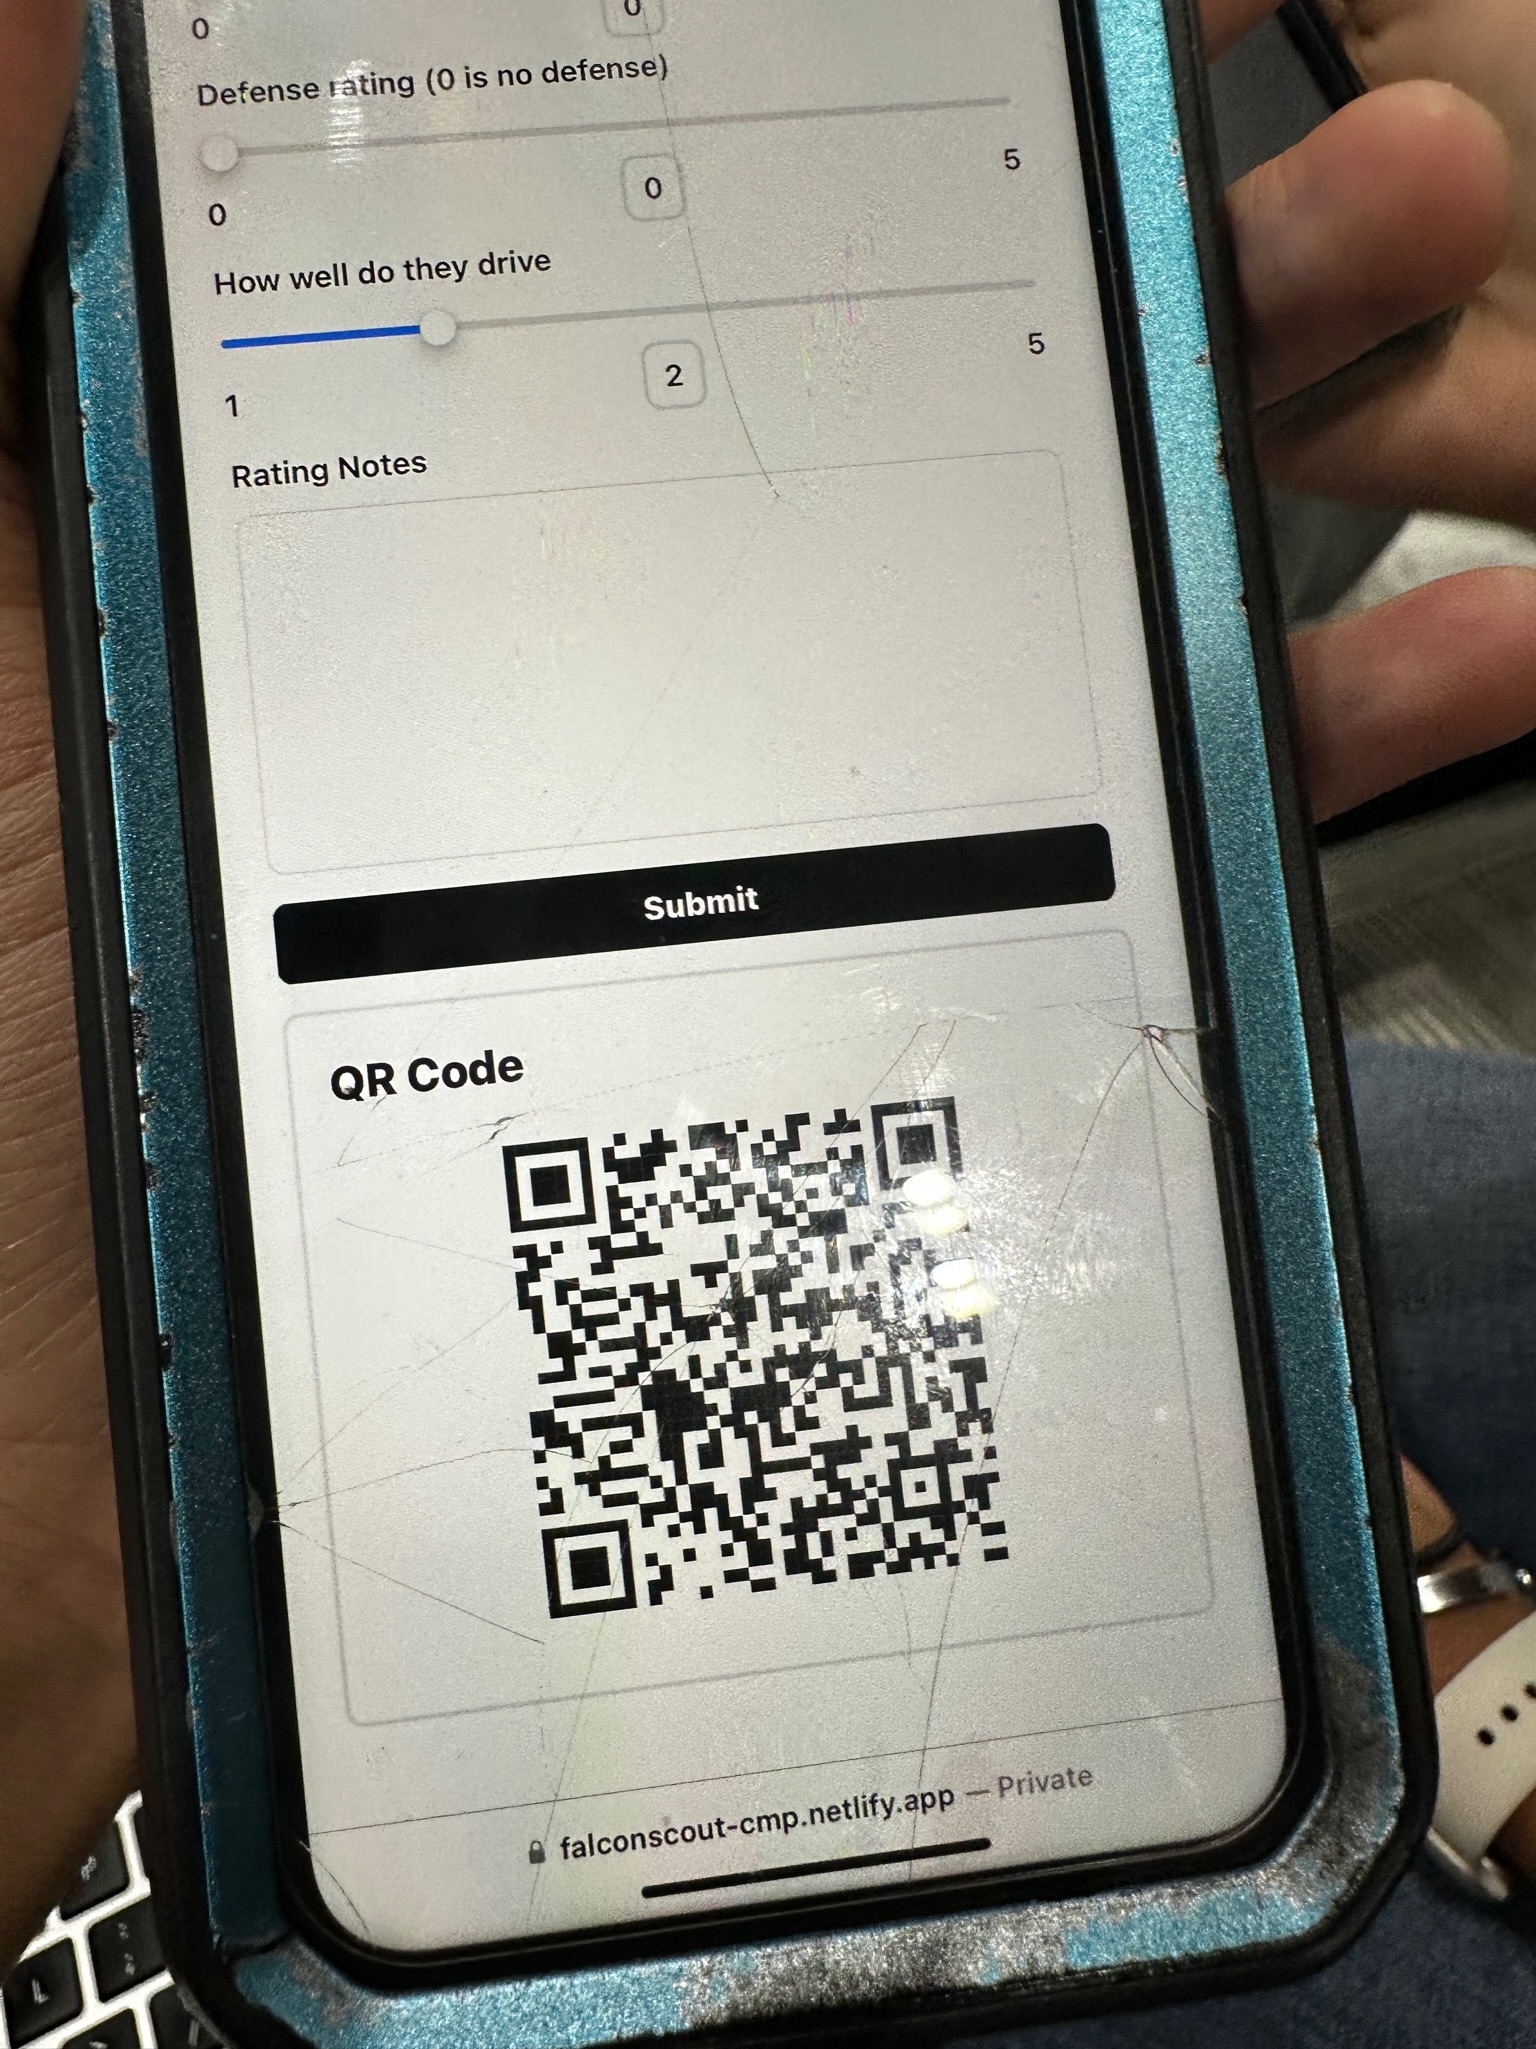 0
0
Defense rating (0 is no defense)
0
0
5
How well do they drive
1
2
5
Rating Notes
Submit
QR Code
falconscout-cmp.netlify.app — Private